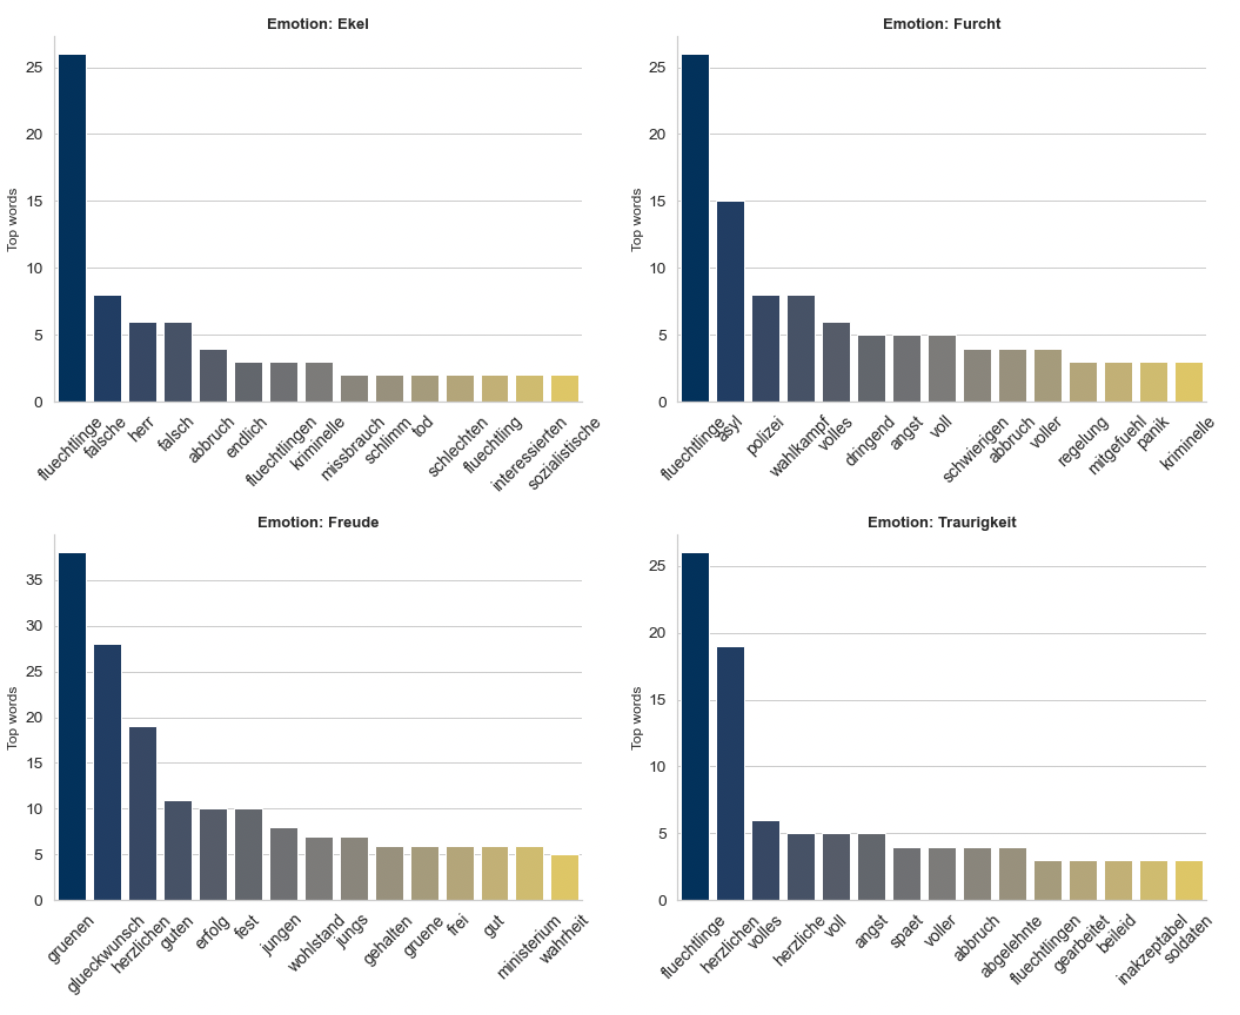 Emotion: Ekel
Top words
25
20
15
10
5
0
fluechtlinge
falsche
herr
falsch
abbruch
endlich
fluechtlingen
kriminelle
missbrauch
schlimm
tod
schlechten
fluechtling
interessierten
sozialistische
Emotion: Furcht
Top words
25
20
15
10
5
0
fluechtlinge
asyl
polizei
wahlkampf
volles
dringend
angst
voll
schwierigen
abbruch
voller
regelung
mitgefuehl
panik
kriminelle
Emotion: Freude
Top words
35
30
25
20
15
10
5
0
gruenen
glueckwunsch
herzlichen
guten
erfolg
fest
jungen
wohlstand
jungs
gehalten
gruene
frei
gut
ministerium
wahrheit
Emotion: Traurigkeit
Top words
25
20
15
10
5
0
fluechtlinge
herzlichen
volles
herzliche
voll
angst
spaet
voller
abbruch
abgelehnte
fluechtlingen
gearbeitet
beileid
inakzeptabel
soldaten